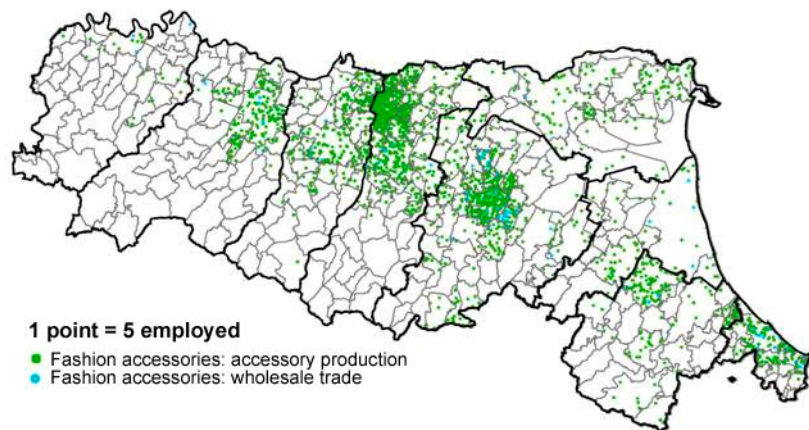 1 point = 5 employed
Fashion accessories: accessory production
Fashion accessories: wholesale trade